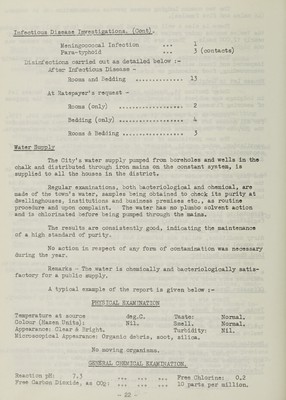 Infectious Disease Investigations. (Cont).
Meningococcal Infection ... 1
Para-typhoid ... 3 (contacts)
Disinfections carried out as detailed below :-
After Infectious Disease -
Rooms and Bedding ............... 13
At Ratepayer's request -
Rooms (only) .................. 2
Bedding (only) ................. 4
Rooms & Bedding ................ 3
Water Supply
The City's water supply pumped from boreholes and wells in the
chalk and distributed through iron mains on the constant system, is
supplied to all the houses in the district.
Regular examinations, both bacteriological and chemical, are
made of the town's water, samples being obtained to check its purity at
dwellinghouses, institutions and business premises etc., as routine
procedure and upon complaint. The water has no plumbo solvent action
and is chlorinated before being pumped through the mains.
The results are consistently good, indicating the maintenance
of a high standard of purity.
No action in respect of any form of contamination was necessary
during the year.
Remarks - The water is chemically and bacteriologically satis-
factory for a public supply.
A typical example of the report is given below :-
PHYSICAL EXAMINATION
Temperature at source deg.C. Taste: Normal.
Colour (Hazen Units): Nil. Smell. Normal.
Appearance: Clear & Bright. Turbidity: Nil.
Microscopical Appearance: Organic debris, soot, silica.
No moving organisms.
GENERAL CHEMICAL EXAMINATION.
Reaction pH: 7.3 ... ... ... Free Chlorine: 0.2
Free Carbon Dioxide, as CO2: ... ... ... 10 parts per million.
- 22 -